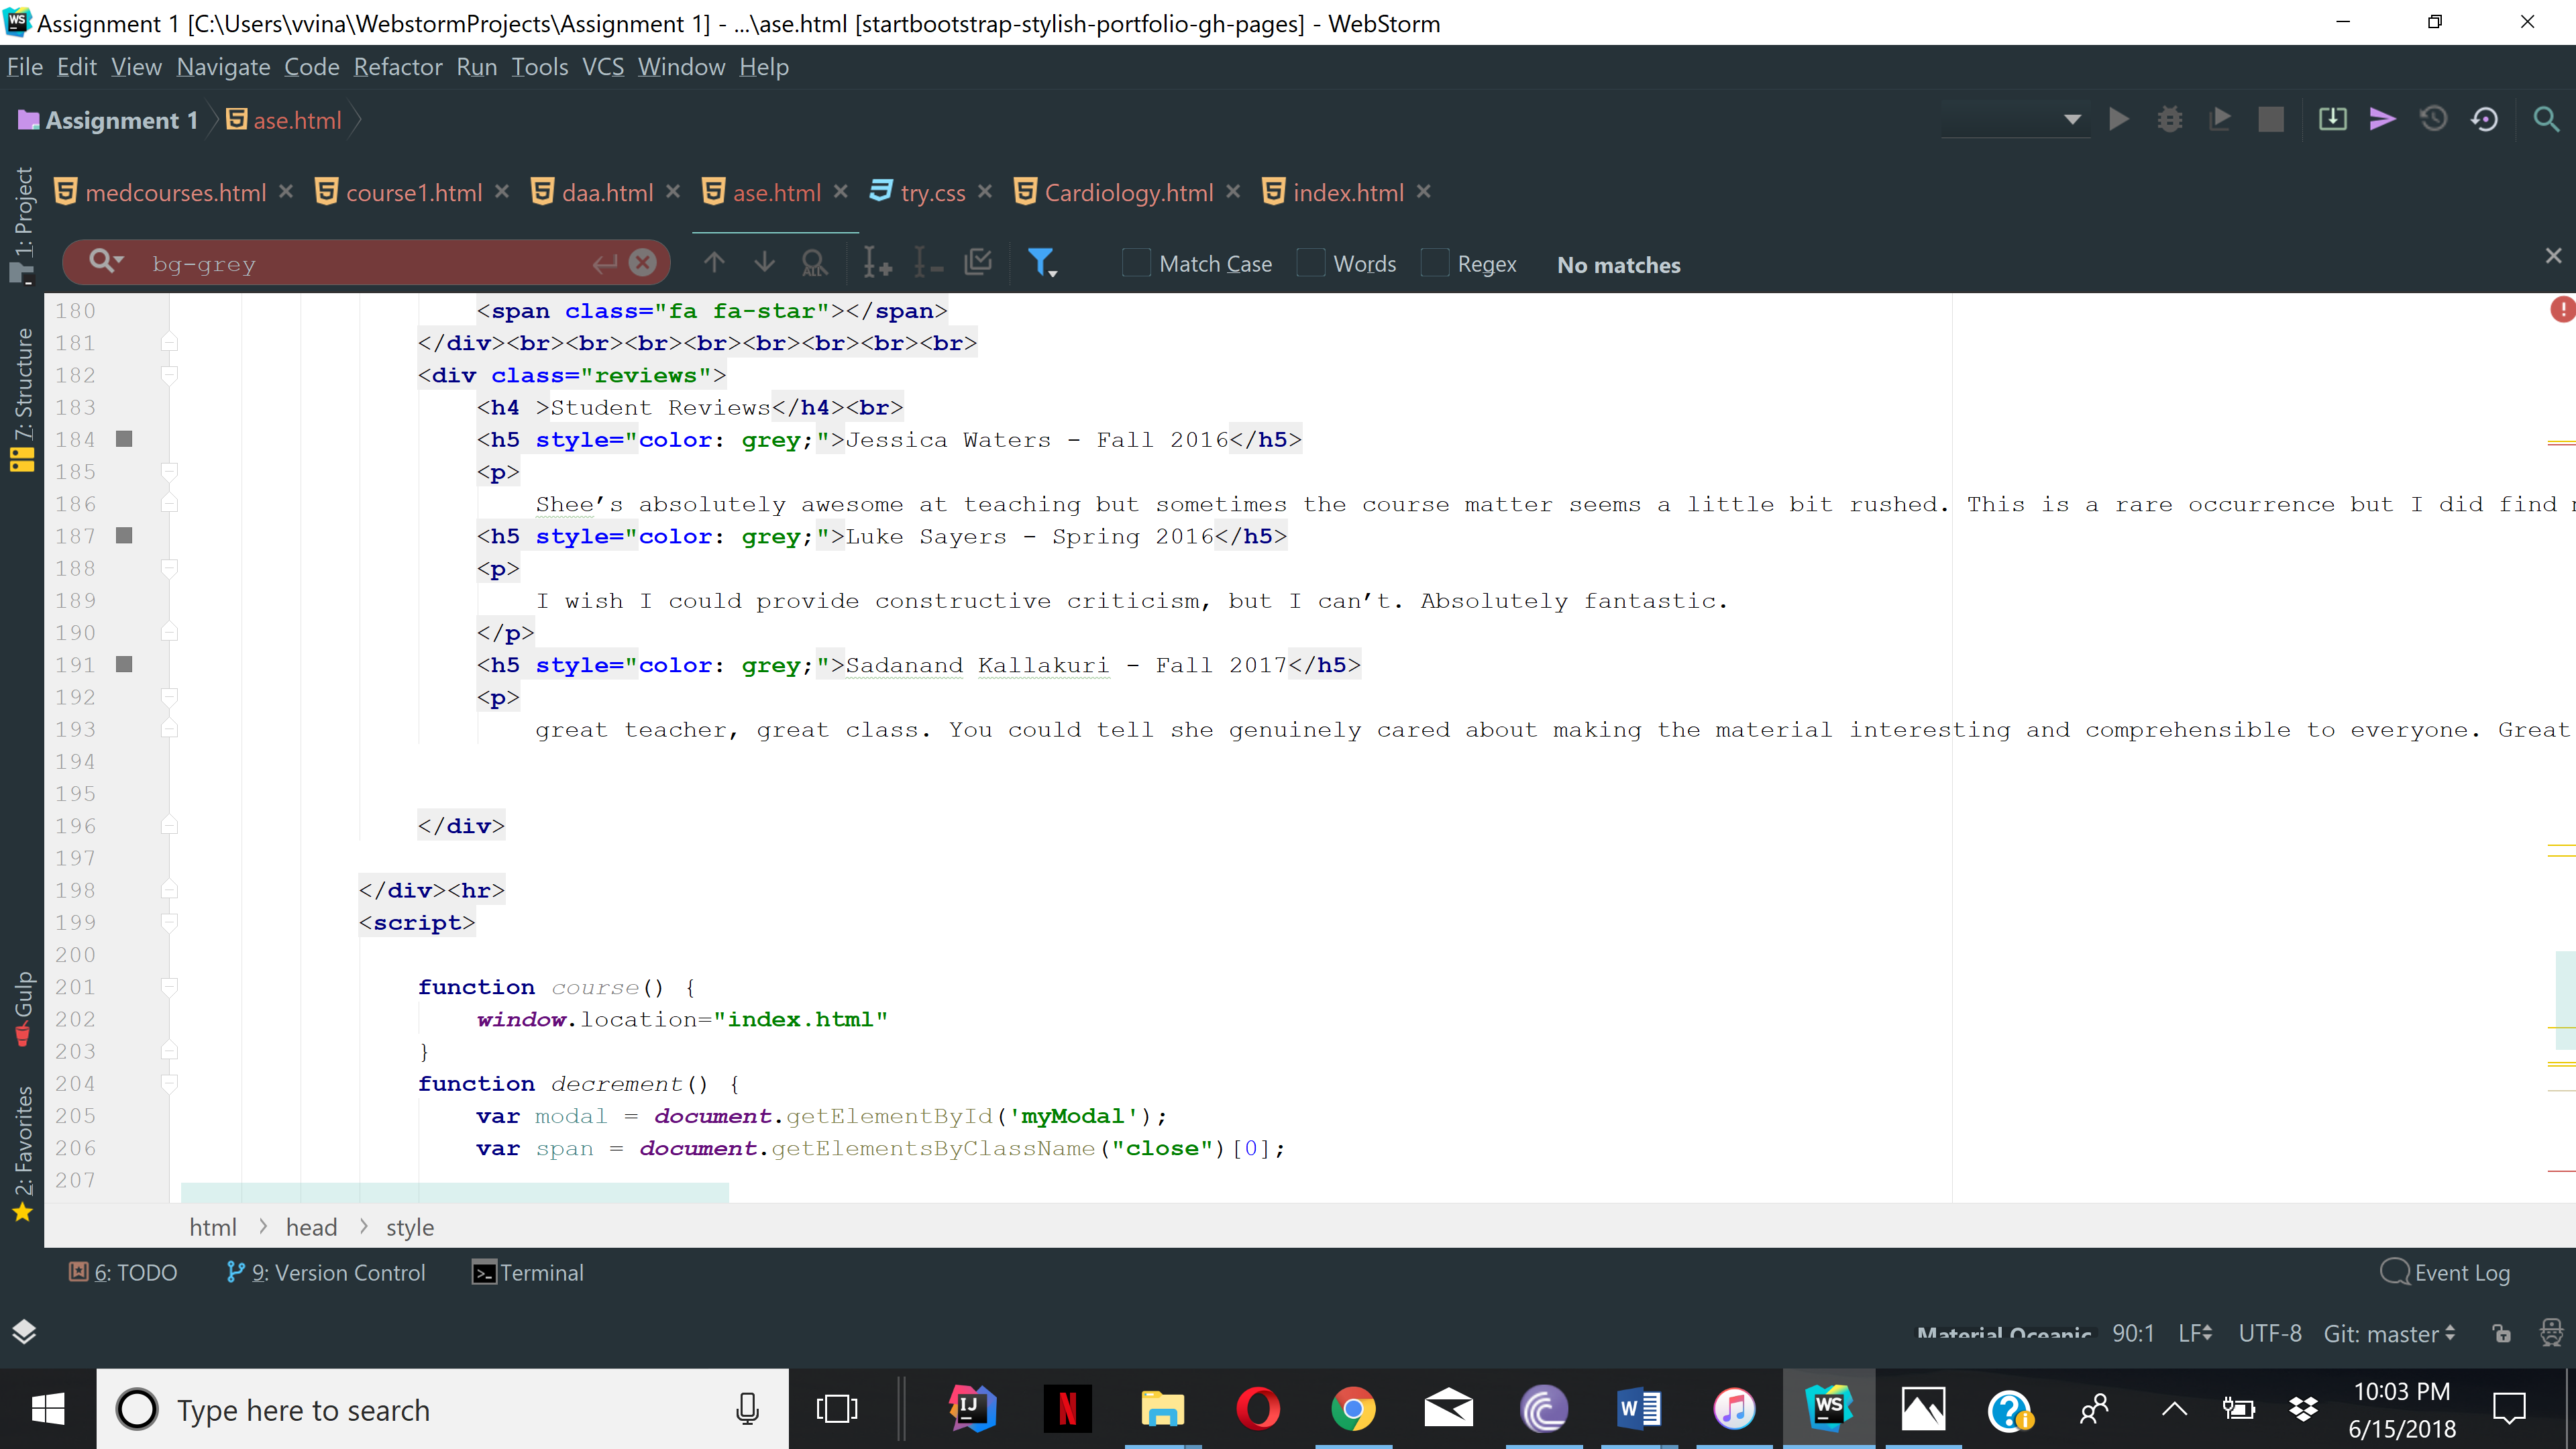 Assignment 1 [C:\Users\vvina\WebstormProjects\Assignment 1] - ...\ase.html [startbootstrap-stylish-portfolio-gh-pages] - WebStorm
File Edit View Navigate Code Refactor Run Tools VCS Window Help
Assignment 1 ase.html
medcourses.html course1.html daa.html ase.html try.css Cardiology.html index.html
bg-grey Match Case Words Regex No matches
1: Project
7: Structure
Gulp
2: Favorites
180 <span class="fa fa-star"></span>
181 </div><br><br><br><br><br><br><br><br>
182 <div class="reviews">
183 <h4 >Student Reviews</h4><br>
184 <h5 style="color: grey;">Jessica Waters - Fall 2016</h5>
185 <p>
186 Shee’s absolutely awesome at teaching but sometimes the course matter seems a little bit rushed. This is a rare occurrence but I did find
187 <h5 style="color: grey;">Luke Sayers - Spring 2016</h5>
188 <p>
189 I wish I could provide constructive criticism, but I can’t. Absolutely fantastic.
190 </p>
191 <h5 style="color: grey;">Sadanand Kallakuri - Fall 2017</h5>
192 <p>
193 great teacher, great class. You could tell she genuinely cared about making the material interesting and comprehensible to everyone. Great
194
195
196 </div>
197
198 </div><hr>
199 <script>
200
201 function course() {
202 window.location="index.html"
203 }
204 function decrement() {
205 var modal = document.getElementById('myModal');
206 var span = document.getElementsByClassName("close")[0];
207
html head style
6: TODO 9: Version Control Terminal Event Log
Material Oceanic 90:1 LF UTF-8 Git: master
Type here to search
10:03 PM
6/15/2018